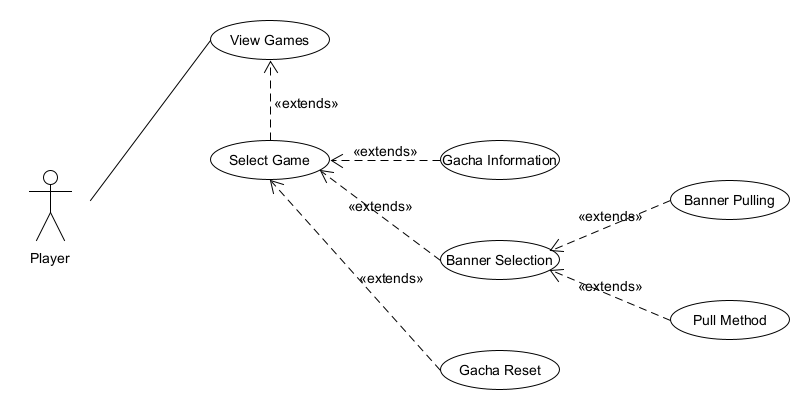 View Games
«extends»
Select Game
«extends»
Gacha Information
«extends»
Banner Pulling
«extends»
Player
Banner Selection
«extends»
«extends»
Pull Method
Gacha Reset